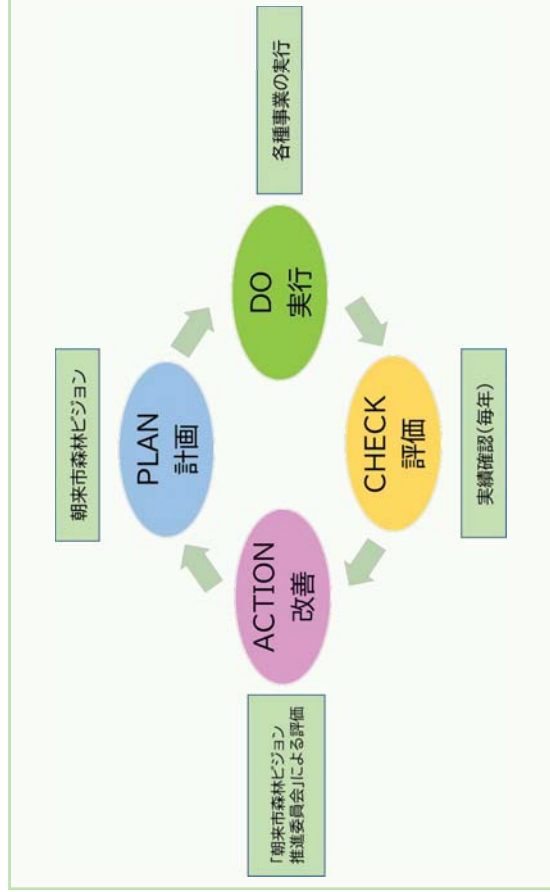 朝来市森林ビジョン
PLAN
計画
各種事業の実行
DO
実行
CHECK
評価
実績確認(毎年)
ACTION
改善
「朝来市森林ビジョン
推進委員会」による評価